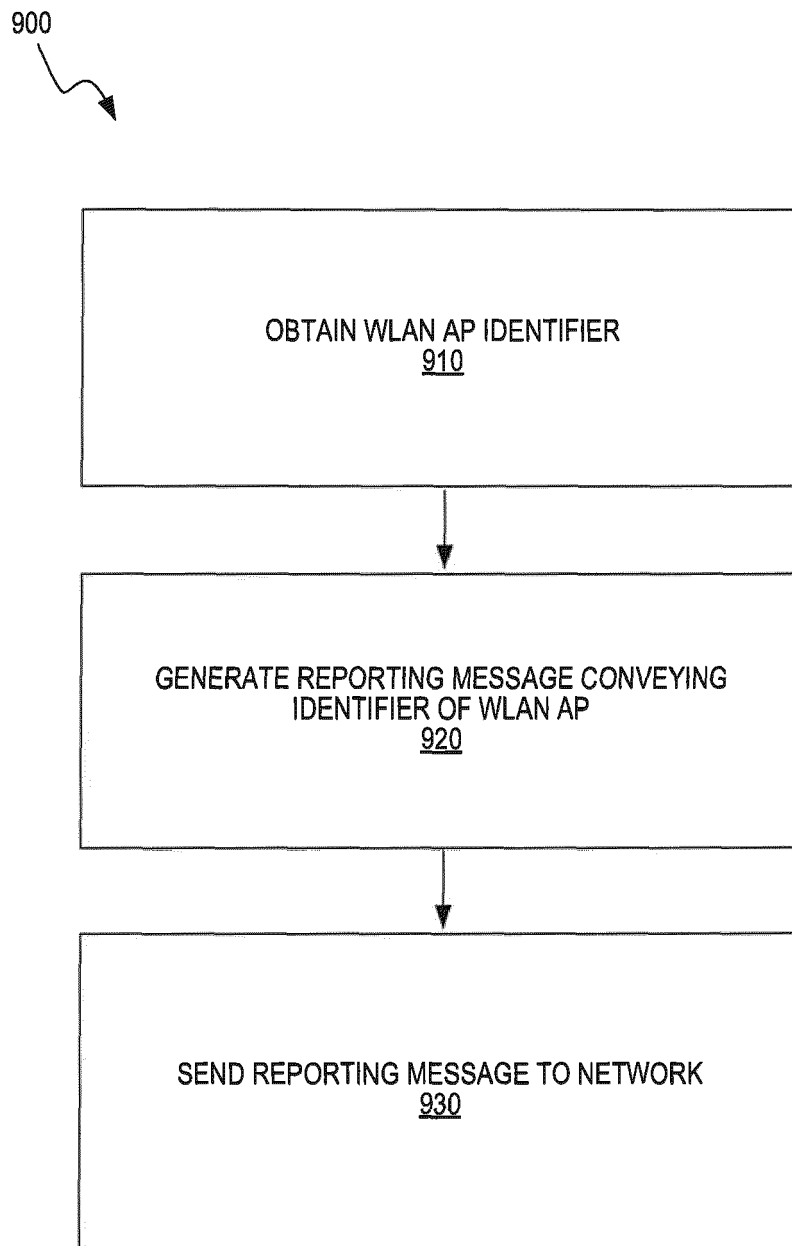 900
OBTAIN WLAN AP IDENTIFIER
910
GENERATE REPORTING MESSAGE CONVEYING
IDENTIFIER OF WLAN AP
920
SEND REPORTING MESSAGE TO NETWORK
930